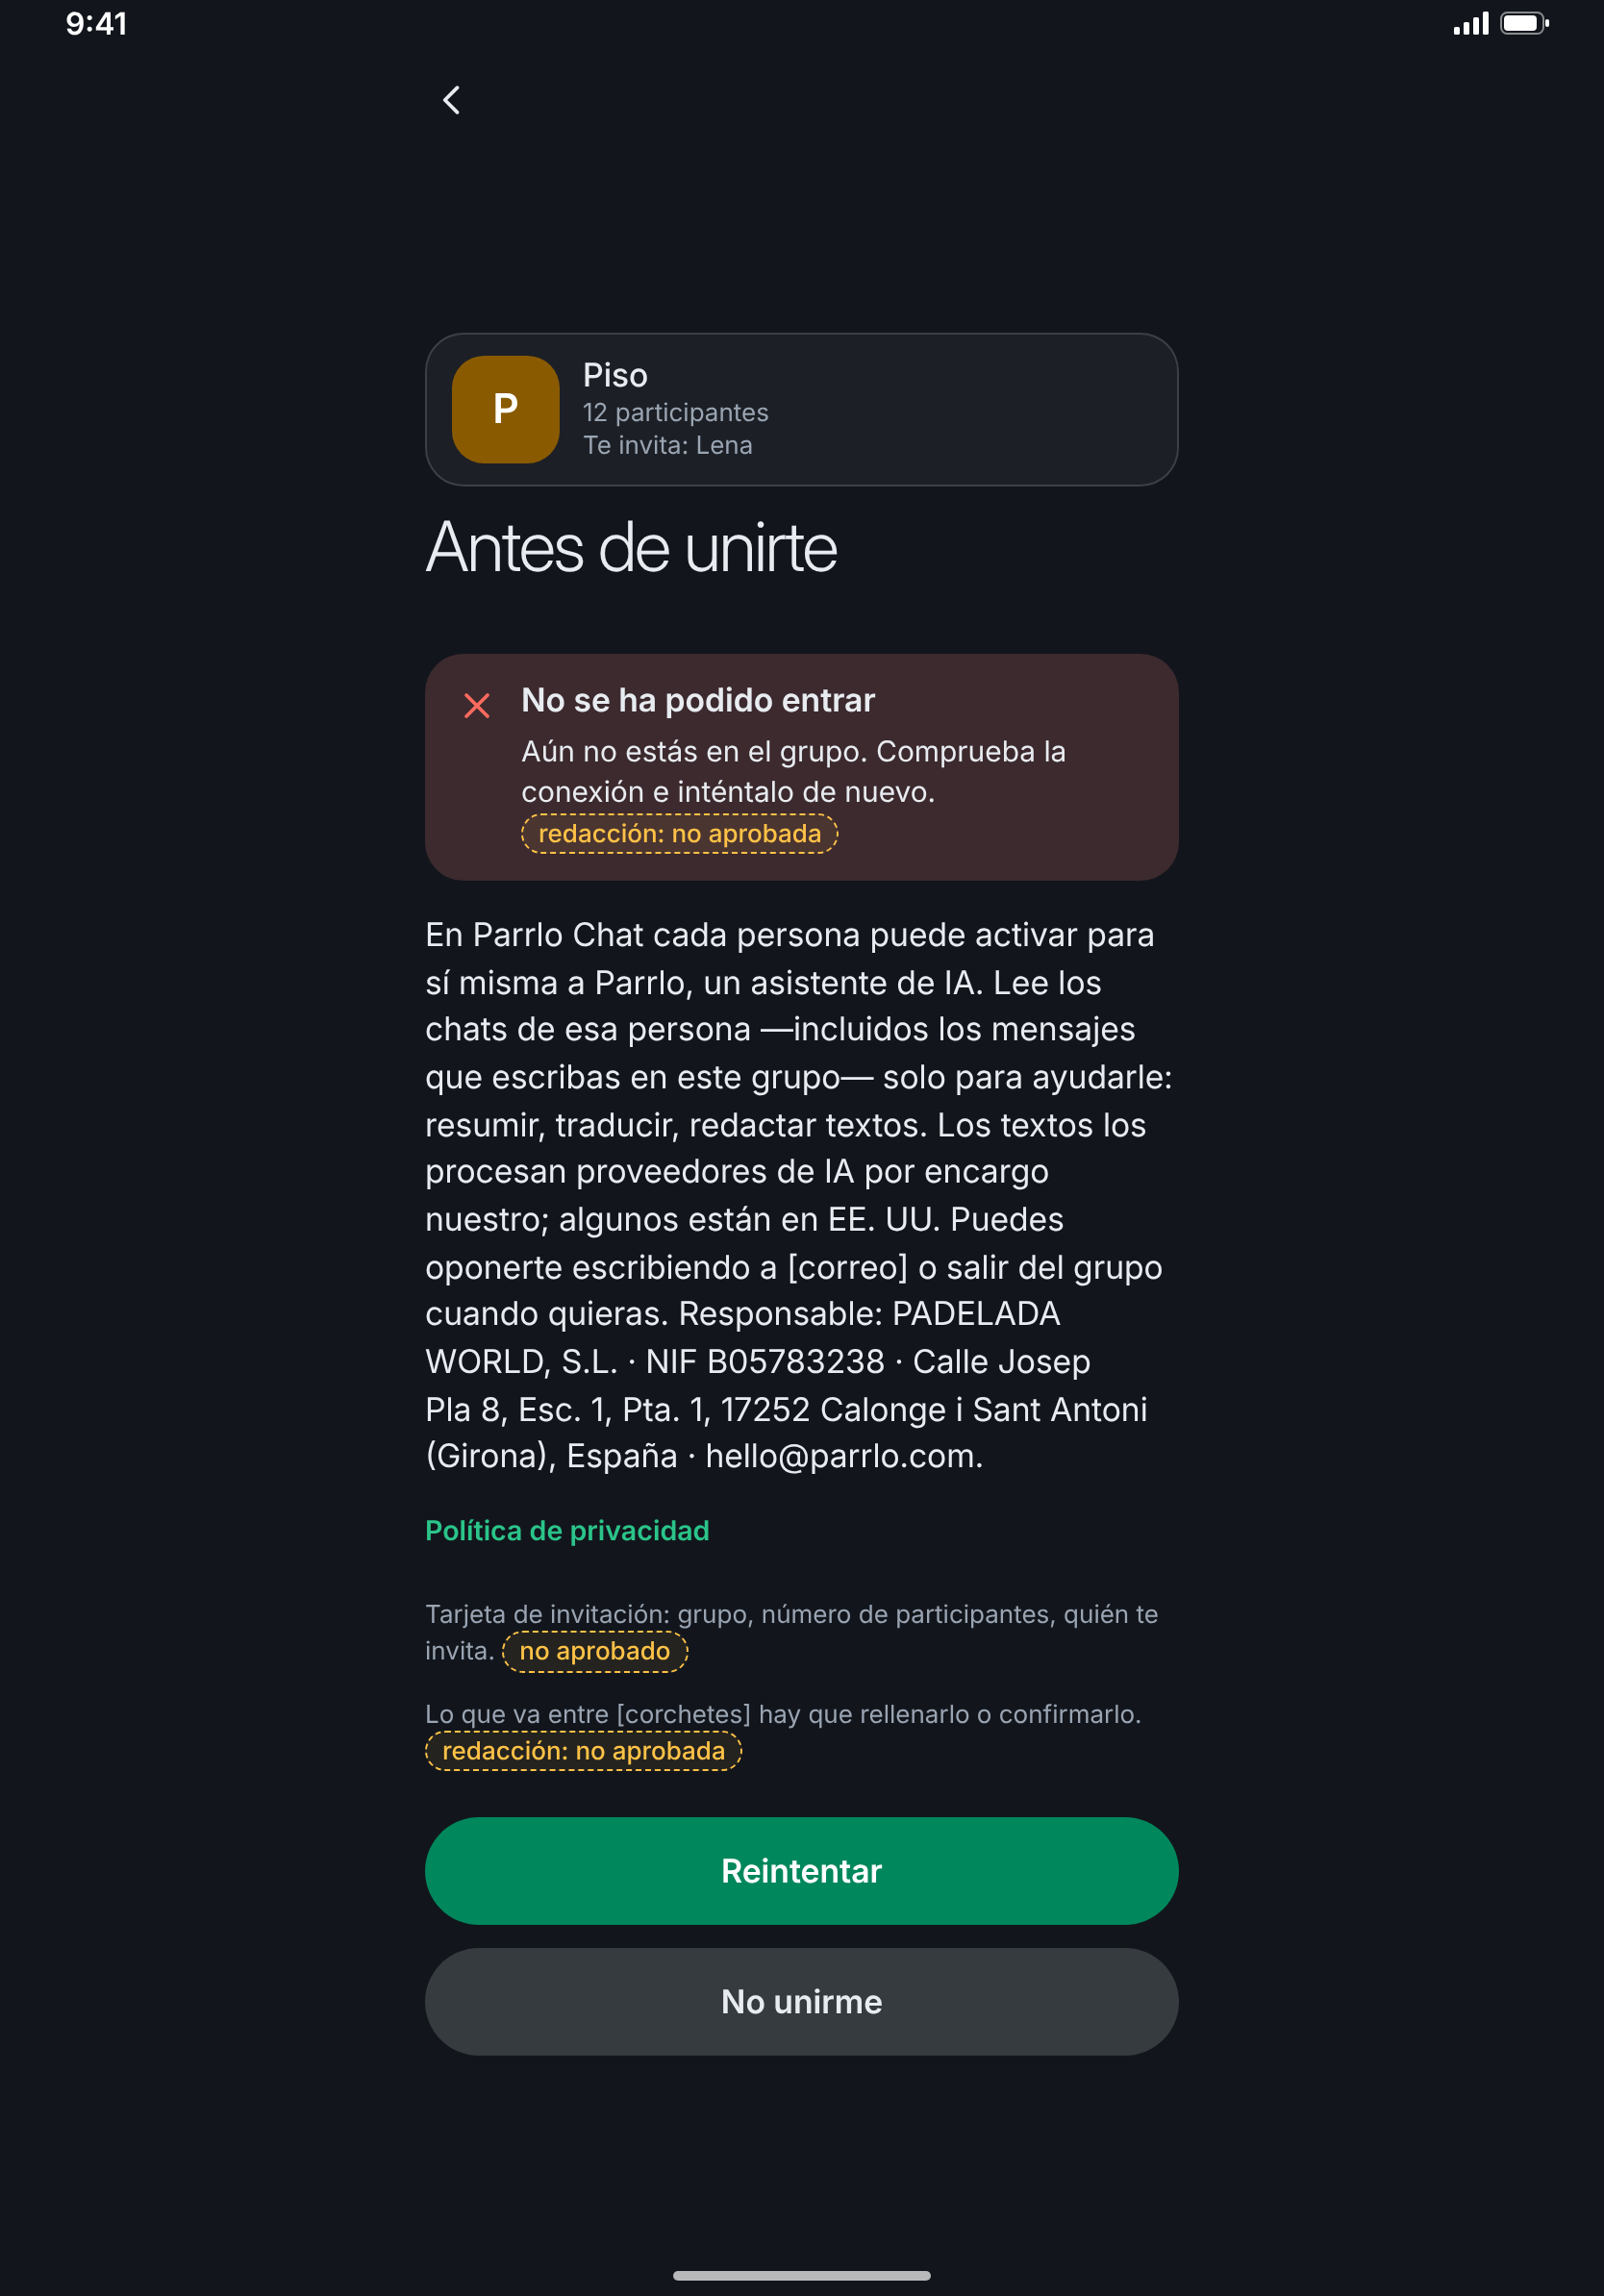 9:41
P
Piso
12 participantes
Te invita: Lena
Antes de unirte
No se ha podido entrar
Aún no estás en el grupo. Comprueba la
conexión e inténtalo de nuevo.
redacción: no aprobada
En Parrlo Chat cada persona puede activar para
sí misma a Parrlo, un asistente de IA. Lee los
chats de esa persona —incluidos los mensajes
que escribas en este grupo— solo para ayudarle:
resumir, traducir, redactar textos. Los textos los
procesan proveedores de IA por encargo
nuestro; algunos están en EE. UU. Puedes
oponerte escribiendo a [correo] o salir del grupo
cuando quieras. Responsable: PADELADA
WORLD, S.L. · NIF B05783238 · Calle Josep
Pla 8, Esc. 1, Pta. 1, 17252 Calonge i Sant Antoni
(Girona), España · hello@parrlo.com.
Política de privacidad
Tarjeta de invitación: grupo, número de participantes, quién te
invita. no aprobado
Lo que va entre [corchetes] hay que rellenarlo o confirmarlo.
redacción: no aprobada
Reintentar
No unirme